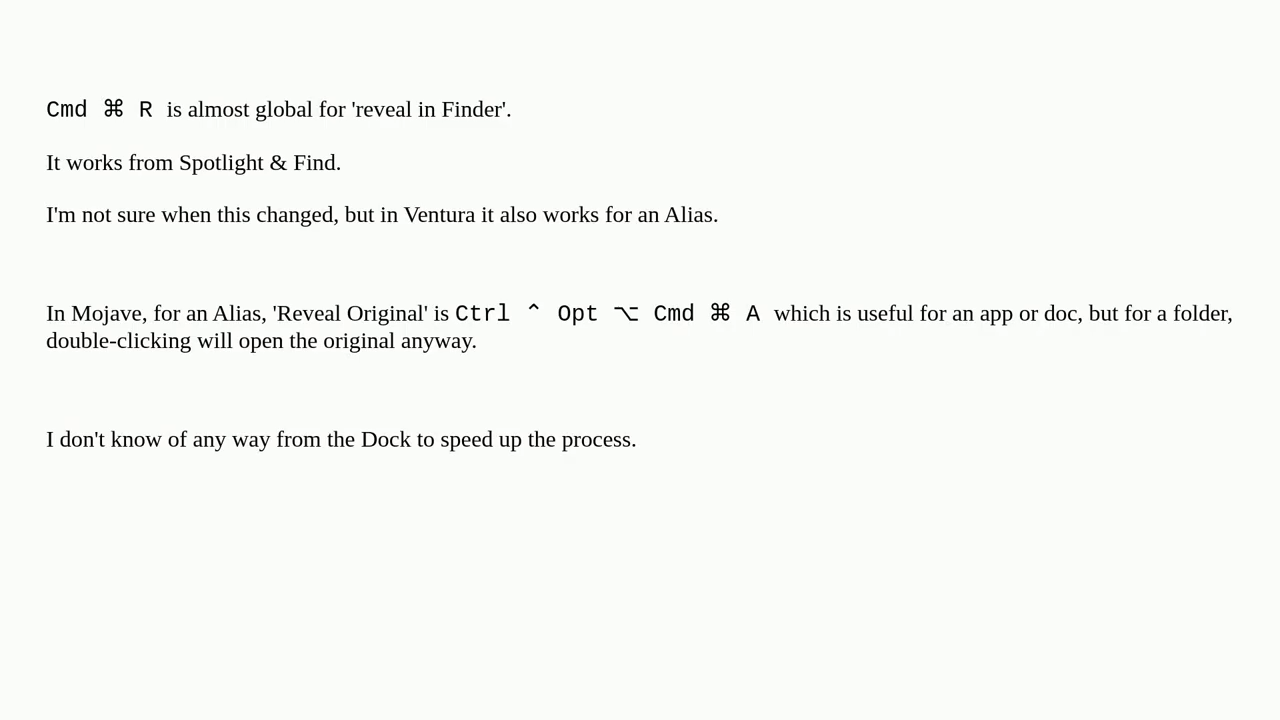 Cmd ⌘ R is almost global for 'reveal in Finder'.
It works from Spotlight & Find.
I'm not sure when this changed, but in Ventura it also works for an Alias.
In Mojave, for an Alias, 'Reveal Original' is Ctrl ⌃ Opt ⌥ Cmd ⌘ A which is useful for an app or doc, but for a folder,
double-clicking will open the original anyway.
I don't know of any way from the Dock to speed up the process.